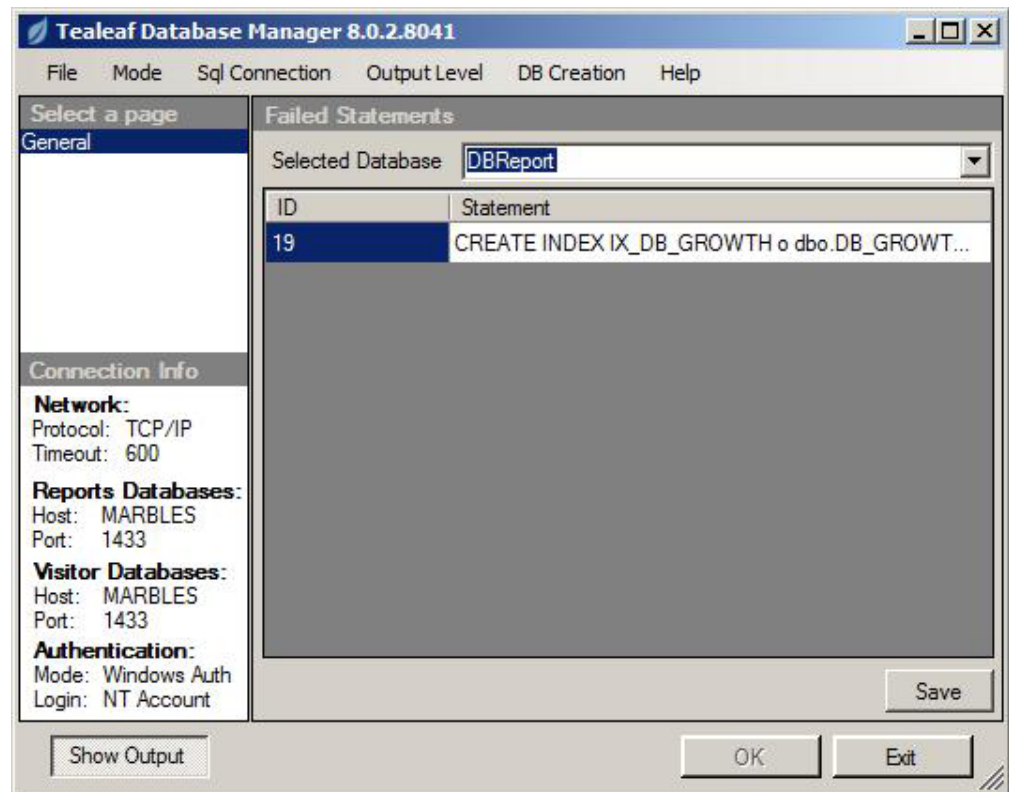 Tealeaf Database Manager 8.0.2.8041
File Mode Sql Connection Output Level DB Creation Help
Select a page
General
Failed Statements
Selected Database DBReport
ID Statement
19 CREATE INDEX IX_DB_GROWTH o dbo.DB_GROWT...
Connection Info
Network:
Protocol: TCP/IP
Timeout: 600
Reports Databases:
Host: MARBLES
Port: 1433
Visitor Databases:
Host: MARBLES
Port: 1433
Authentication:
Mode: Windows Auth
Login: NT Account
Save
Show Output OK Exit